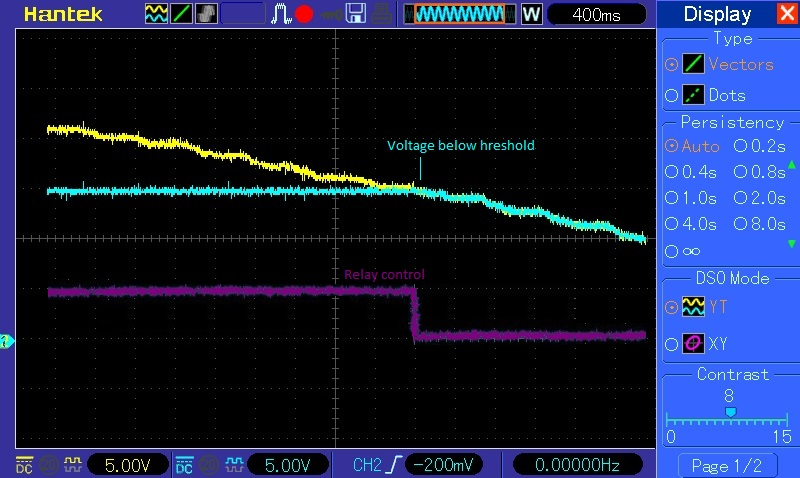 Hantek W 400ms
Voltage below hreshold
Relay control
DC 5.00V DC 5.00V CH2 -200mV 0.00000Hz
Display
Type
Vectors
Dots
Persistency
Auto 0.2s
0.4s 0.8s
1.0s 2.0s
4.0s 8.0s
∞
DSO Mode
YT
XY
Contrast
8
0 15
Page 1/2